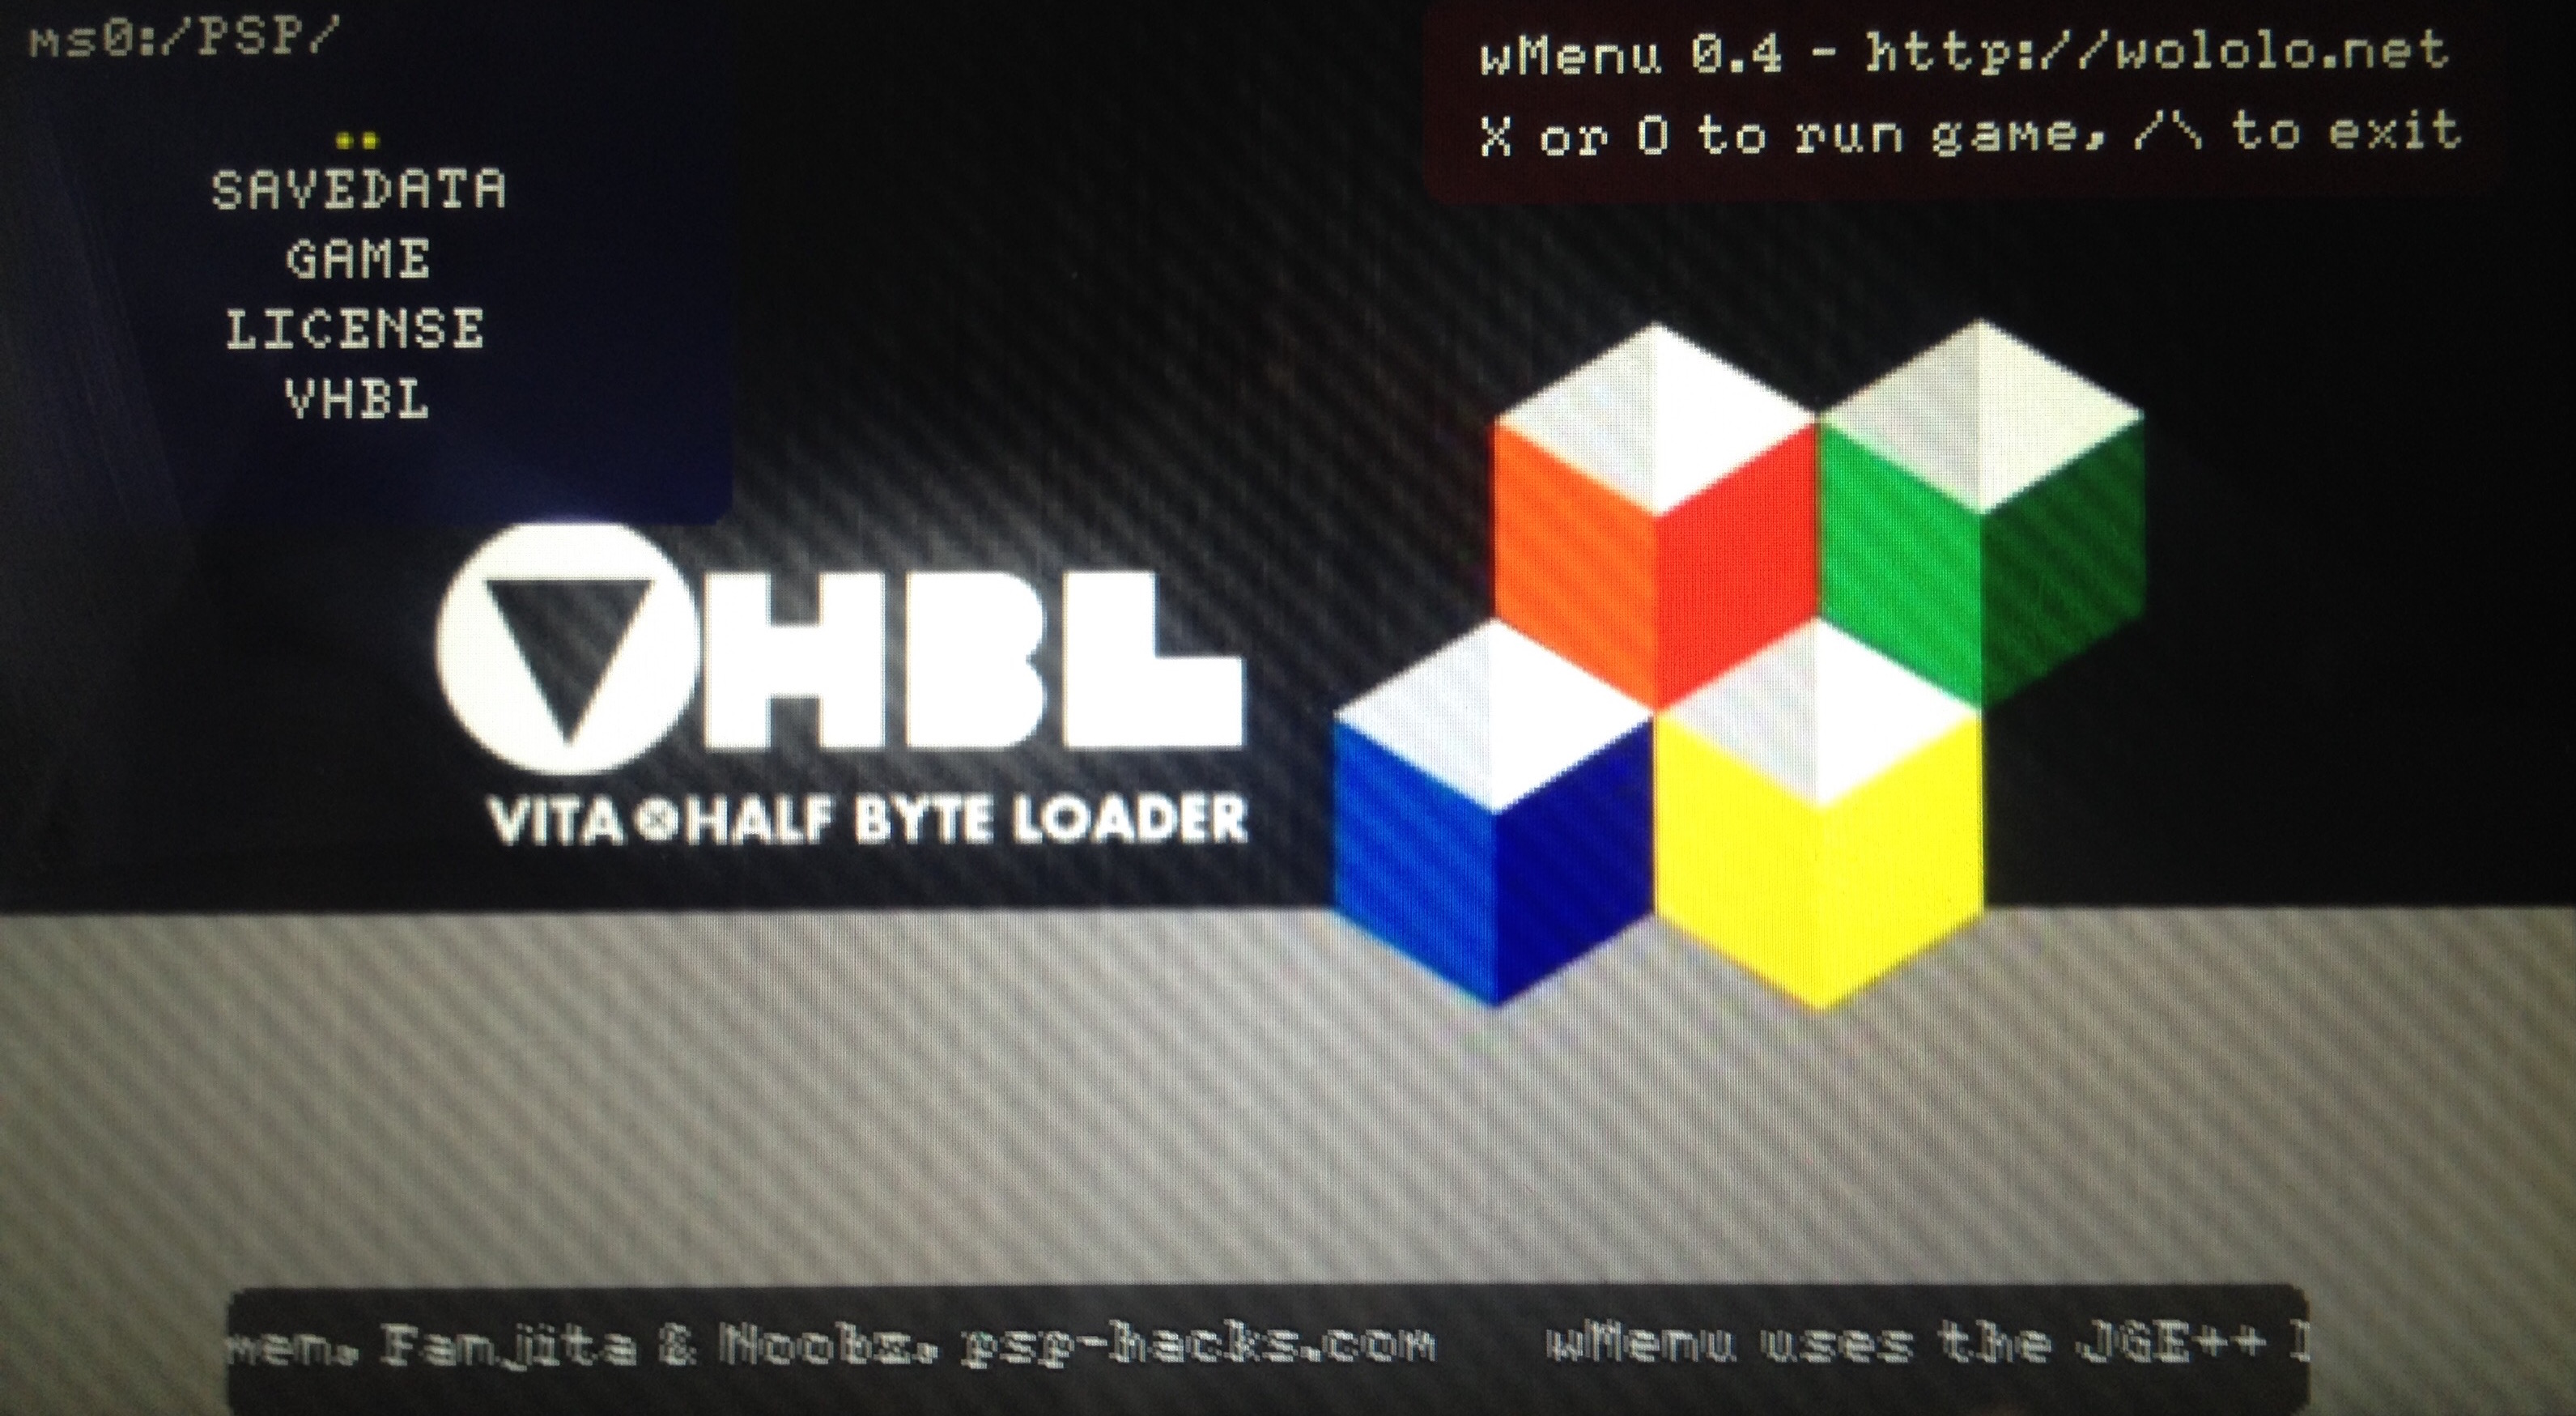 ms0:/PSP/
..
SAVEDATA
GAME
LICENSE
VHBL
wMenu 0.4 - http://wololo.net
X or O to run game, /\ to exit
VHBL
VITA HALF BYTE LOADER
men. Fanjita & Noobz. psp-hacks.com wMenu uses the JGE++